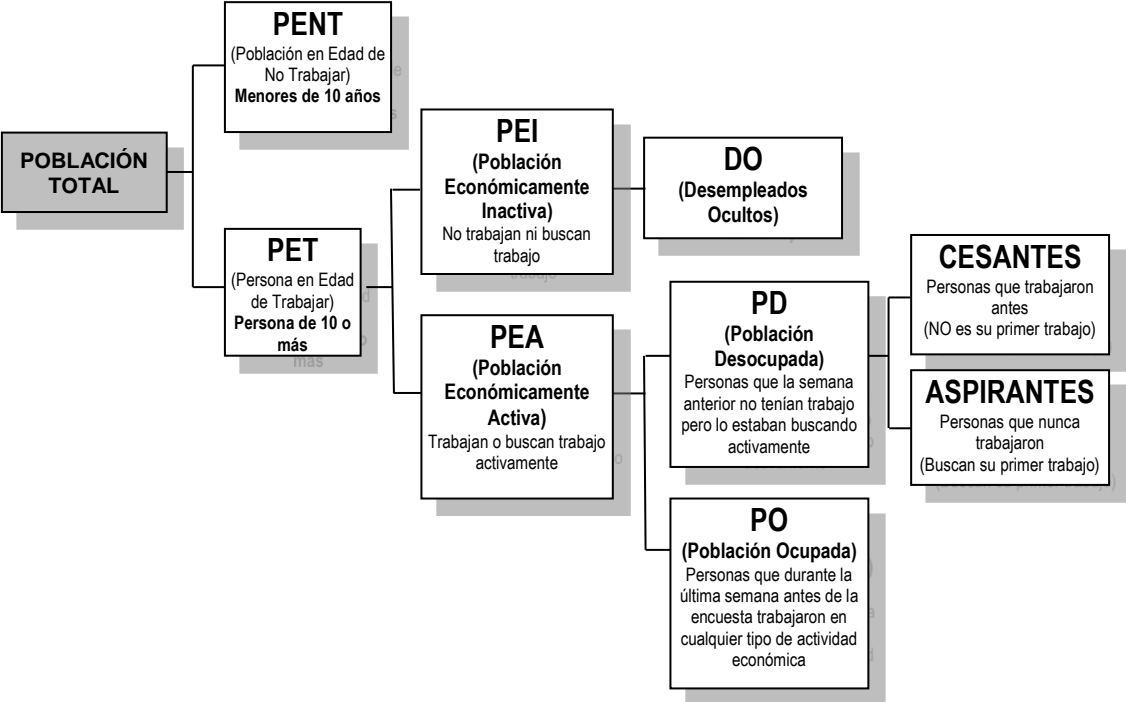 POBLACIÓN
TOTAL
PENT
(Población en Edad de
No Trabajar)
Menores de 10 años
PET
(Persona en Edad
de Trabajar)
Persona de 10 o
más
PEI
(Población
Económicamente
Inactiva)
No trabajan ni buscan
trabajo
PEA
(Población
Económicamente
Activa)
Trabajan o buscan trabajo
activamente
DO
(Desempleados
Ocultos)
PD
(Población
Desocupada)
Personas que la semana
anterior no tenían trabajo
pero lo estaban buscando
activamente
PO
(Población Ocupada)
Personas que durante la
última semana antes de la
encuesta trabajaron en
cualquier tipo de actividad
económica
CESANTES
Personas que trabajaron
antes
(NO es su primer trabajo)
ASPIRANTES
Personas que nunca
trabajaron
(Buscan su primer trabajo)